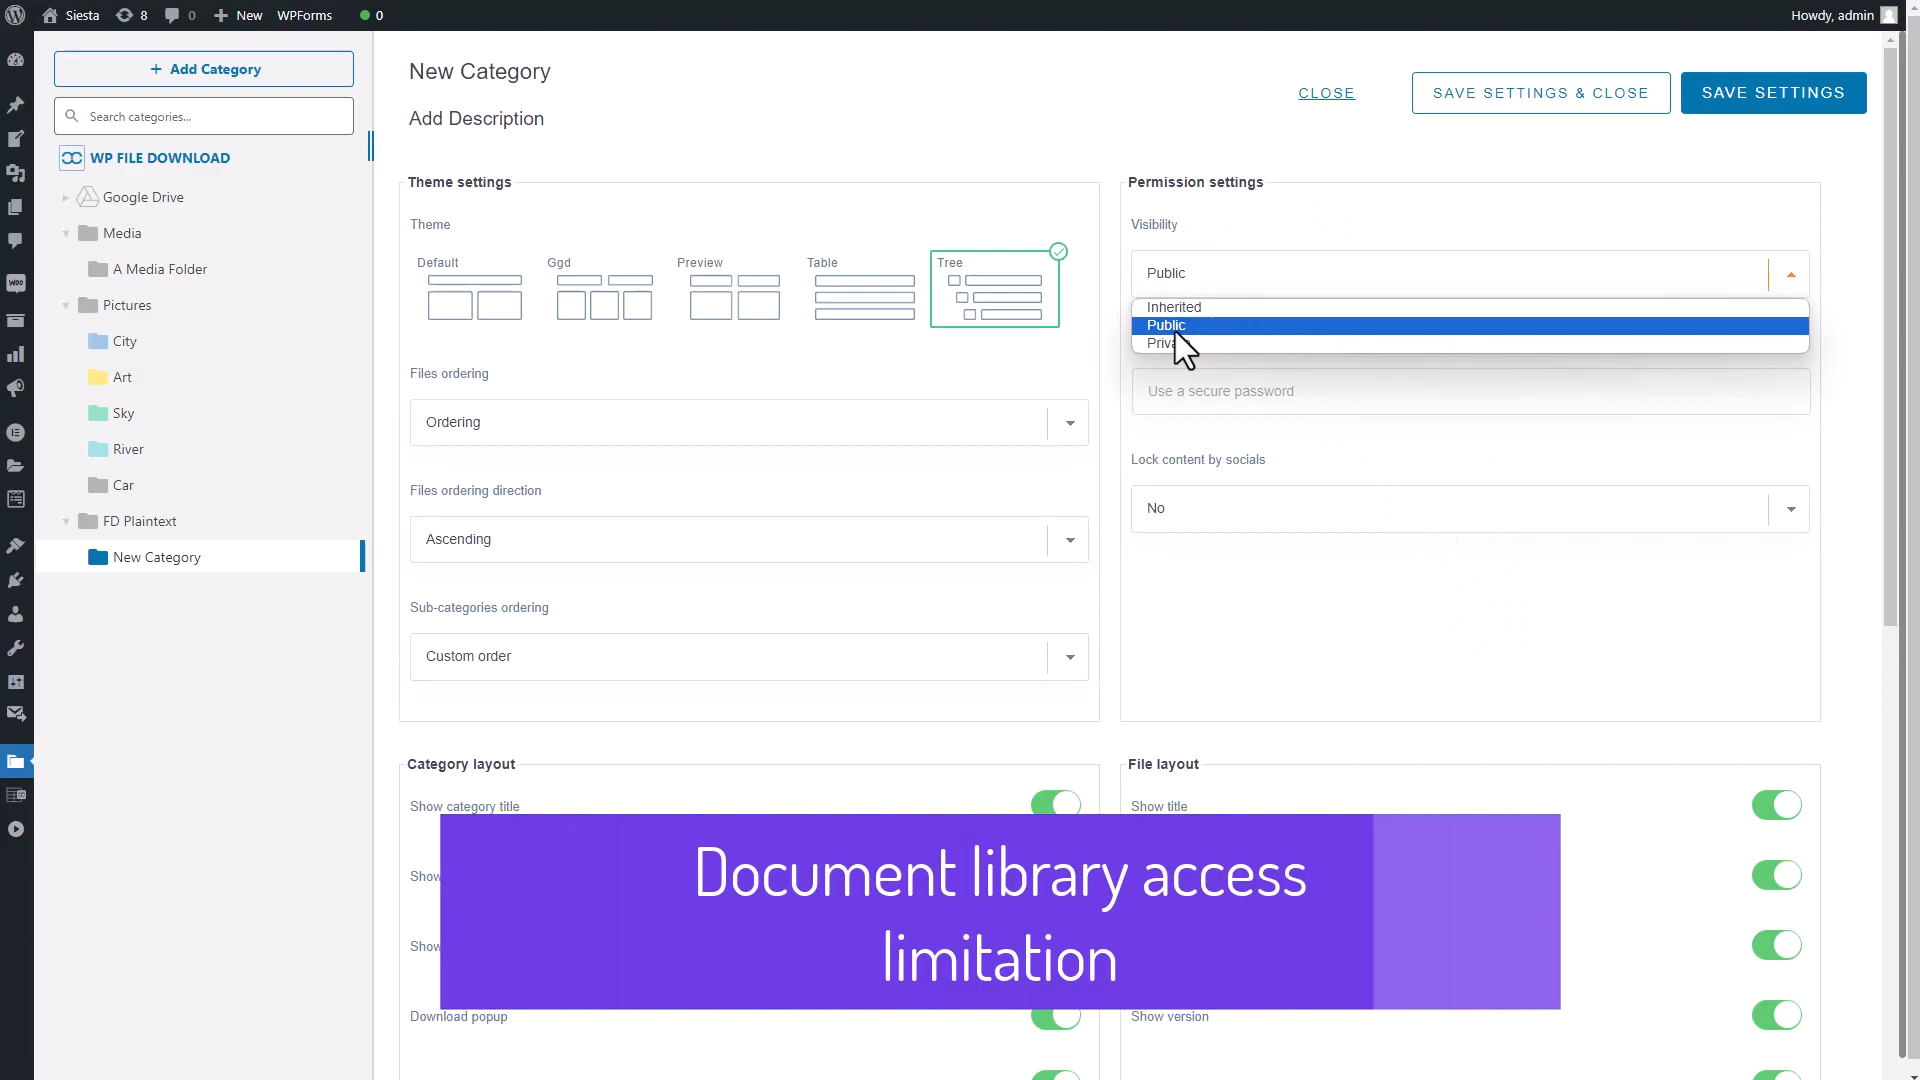 Siesta
8
0
New
WPForms
0
Howdy, admin
Add Category
Search categories...
WP FILE DOWNLOAD
Google Drive
Media
A Media Folder
Pictures
City
Art
Sky
River
Car
FD Plaintext
New Category
New Category
Add Description
CLOSE
SAVE SETTINGS & CLOSE
SAVE SETTINGS
Theme settings
Theme
Default
Ggd
Preview
Table
Tree
Files ordering
Ordering
Files ordering direction
Ascending
Sub-categories ordering
Custom order
Permission settings
Visibility
Public
Inherited
Public
Use a secure password
Lock content by socials
No
Category layout
Show category title
Show
Show
Download popup
File layout
Show title
Show version
Document library access
limitation
woo